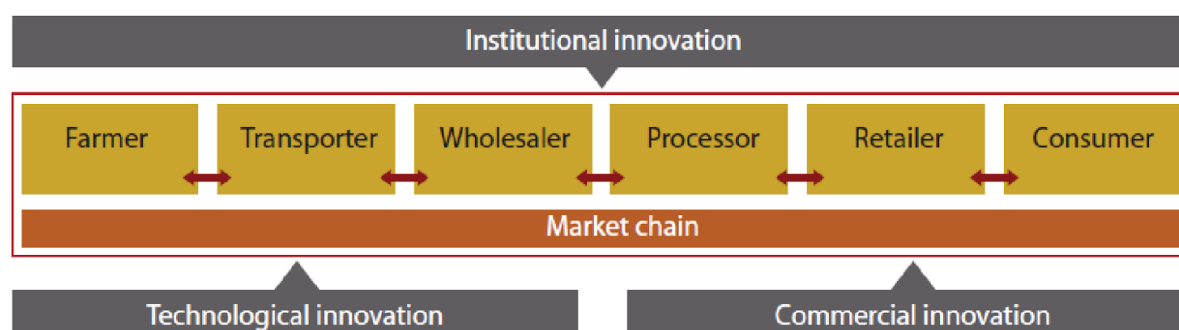 Institutional innovation
Farmer Transporter Wholesaler Processor Retailer Consumer
Market chain
Technological innovation Commercial innovation